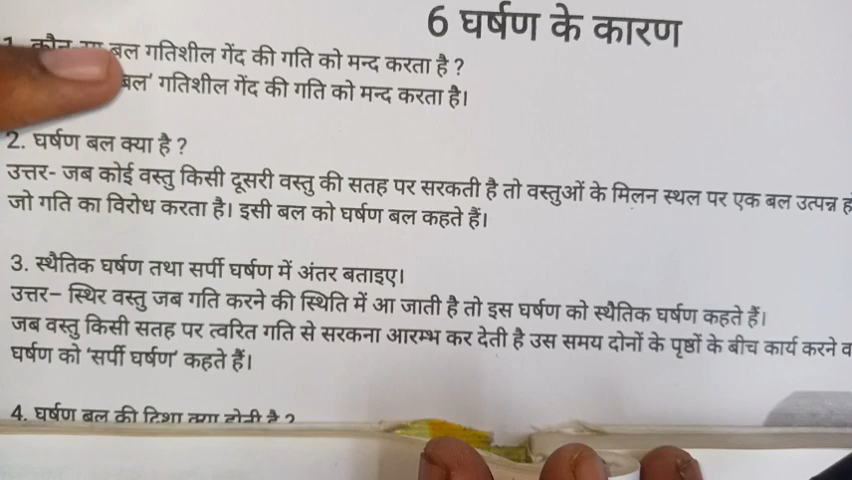 6 घर्षण के कारण
बल गतिशील गेंद की गति को मन्द करता है ?
बल' गतिशील गेंद की गति को मन्द करता है।
2. घर्षण बल क्या है ?
उत्तर- जब कोई वस्तु किसी दूसरी वस्तु की सतह पर सरकती है तो वस्तुओं के मिलन स्थल पर एक बल उत्पन्न
जो गति का विरोध करता है। इसी बल को घर्षण बल कहते हैं।
3. स्थैतिक घर्षण तथा सर्पी घर्षण में अंतर बताइए।
उत्तर– स्थिर वस्तु जब गति करने की स्थिति में आ जाती है तो इस घर्षण को स्थैतिक घर्षण कहते हैं।
जब वस्तु किसी सतह पर त्वरित गति से सरकना आरम्भ कर देती है उस समय दोनों के पृष्ठों के बीच कार्य करने
घर्षण को ‘सर्पी घर्षण’ कहते हैं।
4. घर्षण बल की दिशा क्या होती है ?